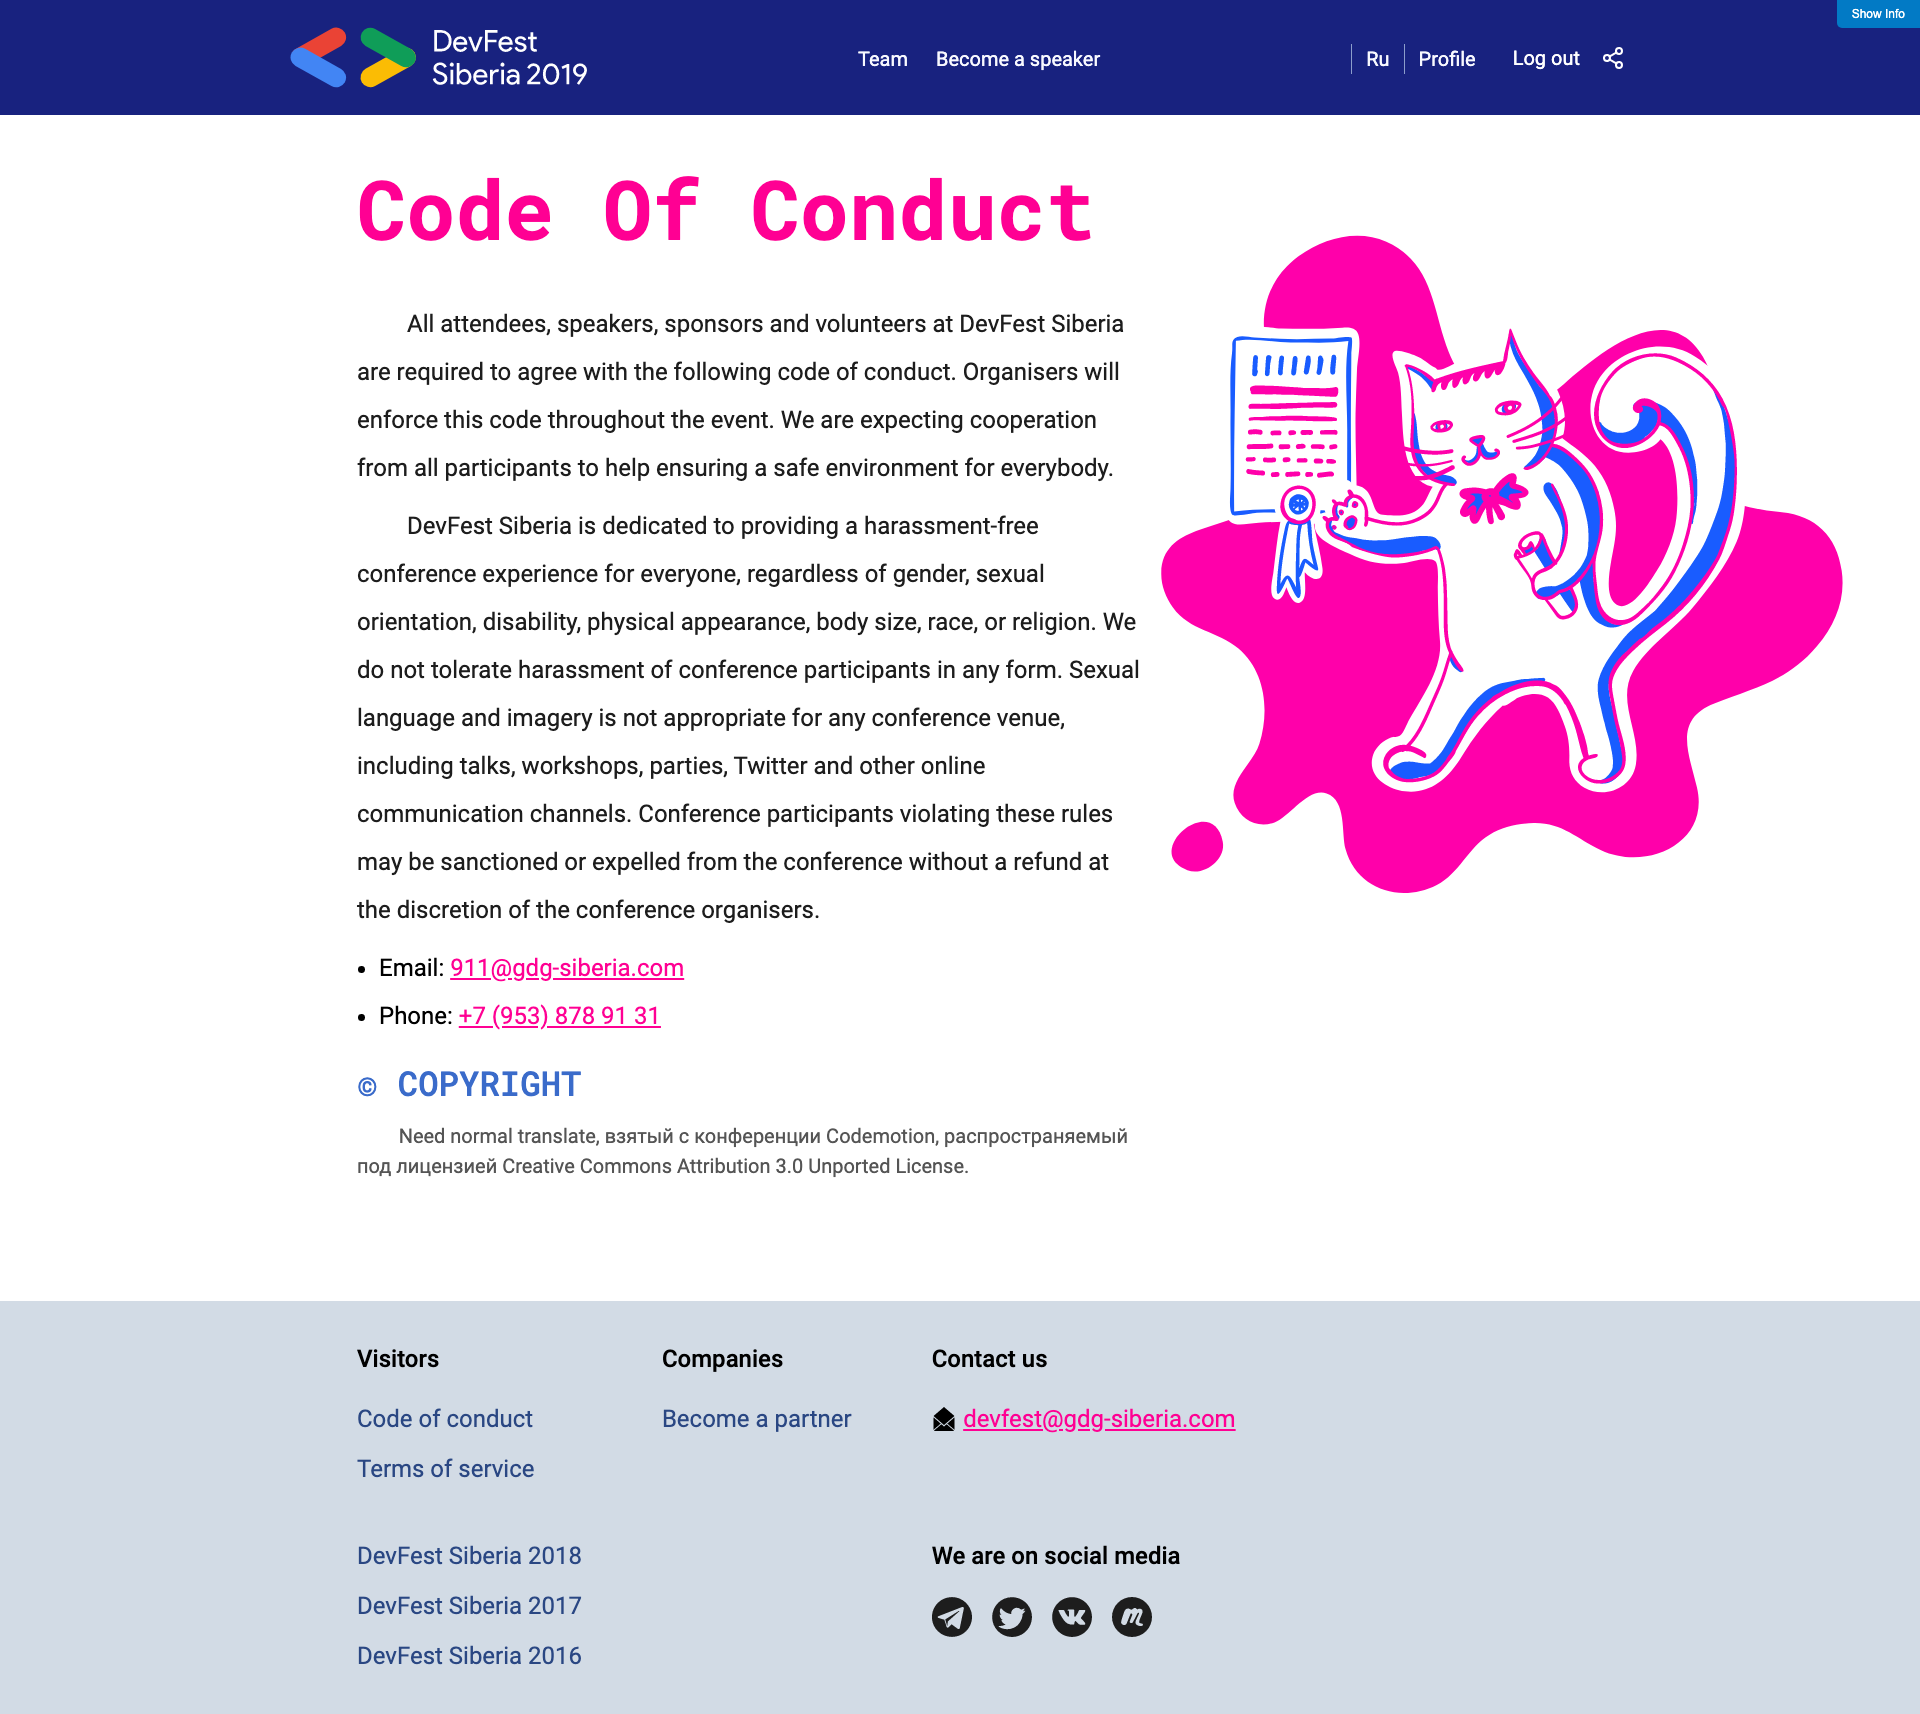 Show Info
DevFest
Siberia 2019
Team
Become a speaker
Ru
Profile
Log out
Code Of Conduct
All attendees, speakers, sponsors and volunteers at DevFest Siberia
are required to agree with the following code of conduct. Organisers will
enforce this code throughout the event. We are expecting cooperation
from all participants to help ensuring a safe environment for everybody.
DevFest Siberia is dedicated to providing a harassment-free
conference experience for everyone, regardless of gender, sexual
orientation, disability, physical appearance, body size, race, or religion. We
do not tolerate harassment of conference participants in any form. Sexual
language and imagery is not appropriate for any conference venue,
including talks, workshops, parties, Twitter and other online
communication channels. Conference participants violating these rules
may be sanctioned or expelled from the conference without a refund at
the discretion of the conference organisers.
• Email: 911@gdg-siberia.com
• Phone: +7 (953) 878 91 31
© COPYRIGHT
Need normal translate, взятый с конференции Codemotion, распространяемый
под лицензией Creative Commons Attribution 3.0 Unported License.
Visitors
Code of conduct
Terms of service
Companies
Become a partner
Contact us
devfest@gdg-siberia.com
DevFest Siberia 2018
DevFest Siberia 2017
DevFest Siberia 2016
We are on social media